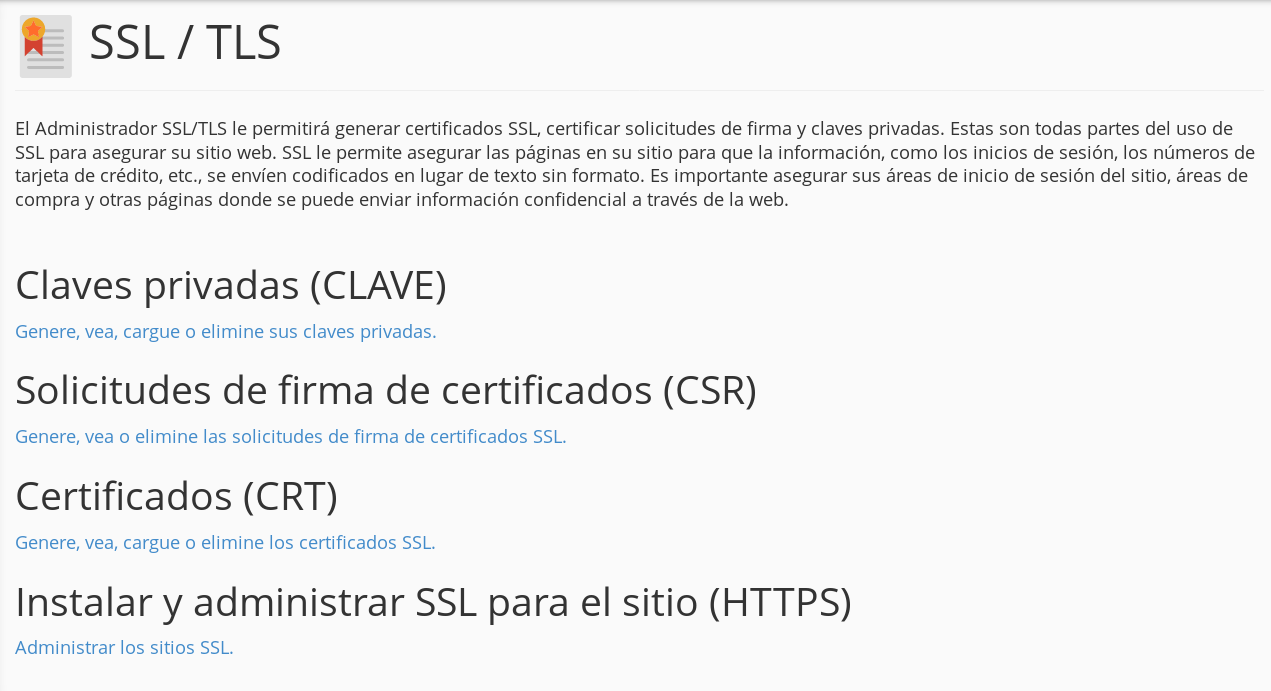 SSL / TLS
El Administrador SSL/TLS le permitirá generar certificados SSL, certificar solicitudes de firma y claves privadas. Estas son todas partes del uso de
SSL para asegurar su sitio web. SSL le permite asegurar las páginas en su sitio para que la información, como los inicios de sesión, los números de
tarjeta de crédito, etc., se envíen codificados en lugar de texto sin formato. Es importante asegurar sus áreas de inicio de sesión del sitio, áreas de
compra y otras páginas donde se puede enviar información confidencial a través de la web.
Claves privadas (CLAVE)
Genere, vea, cargue o elimine sus claves privadas.
Solicitudes de firma de certificados (CSR)
Genere, vea o elimine las solicitudes de firma de certificados SSL.
Certificados (CRT)
Genere, vea, cargue o elimine los certificados SSL.
Instalar y administrar SSL para el sitio (HTTPS)
Administrar los sitios SSL.